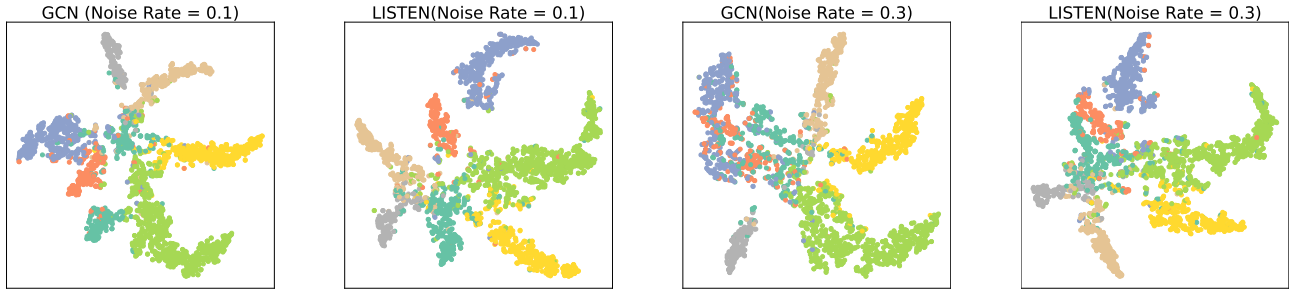 GCN (Noise Rate = 0.1)
LISTEN(Noise Rate = 0.1)
GCN(Noise Rate = 0.3)
LISTEN(Noise Rate = 0.3)